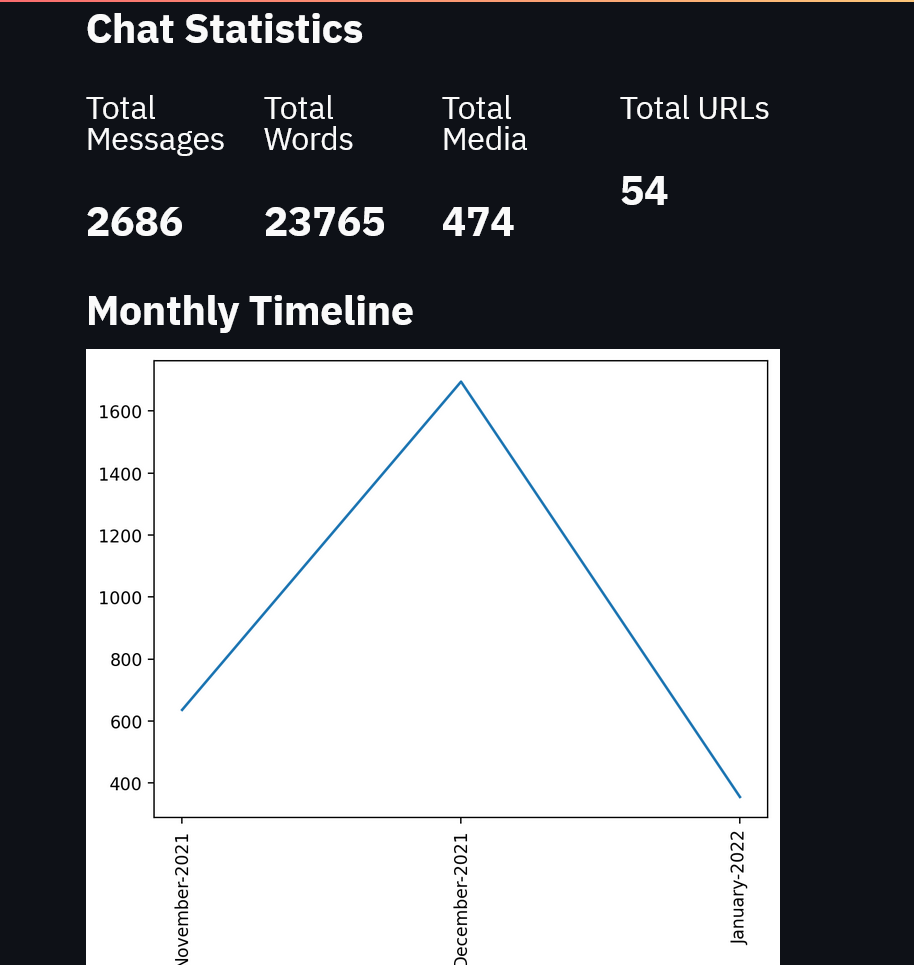 Chat Statistics
Total Messages
Total Words
Total Media
Total URLs
2686
23765
474
54
Monthly Timeline
1600
1400
1200
1000
800
600
400
November-2021
December-2021
January-2022